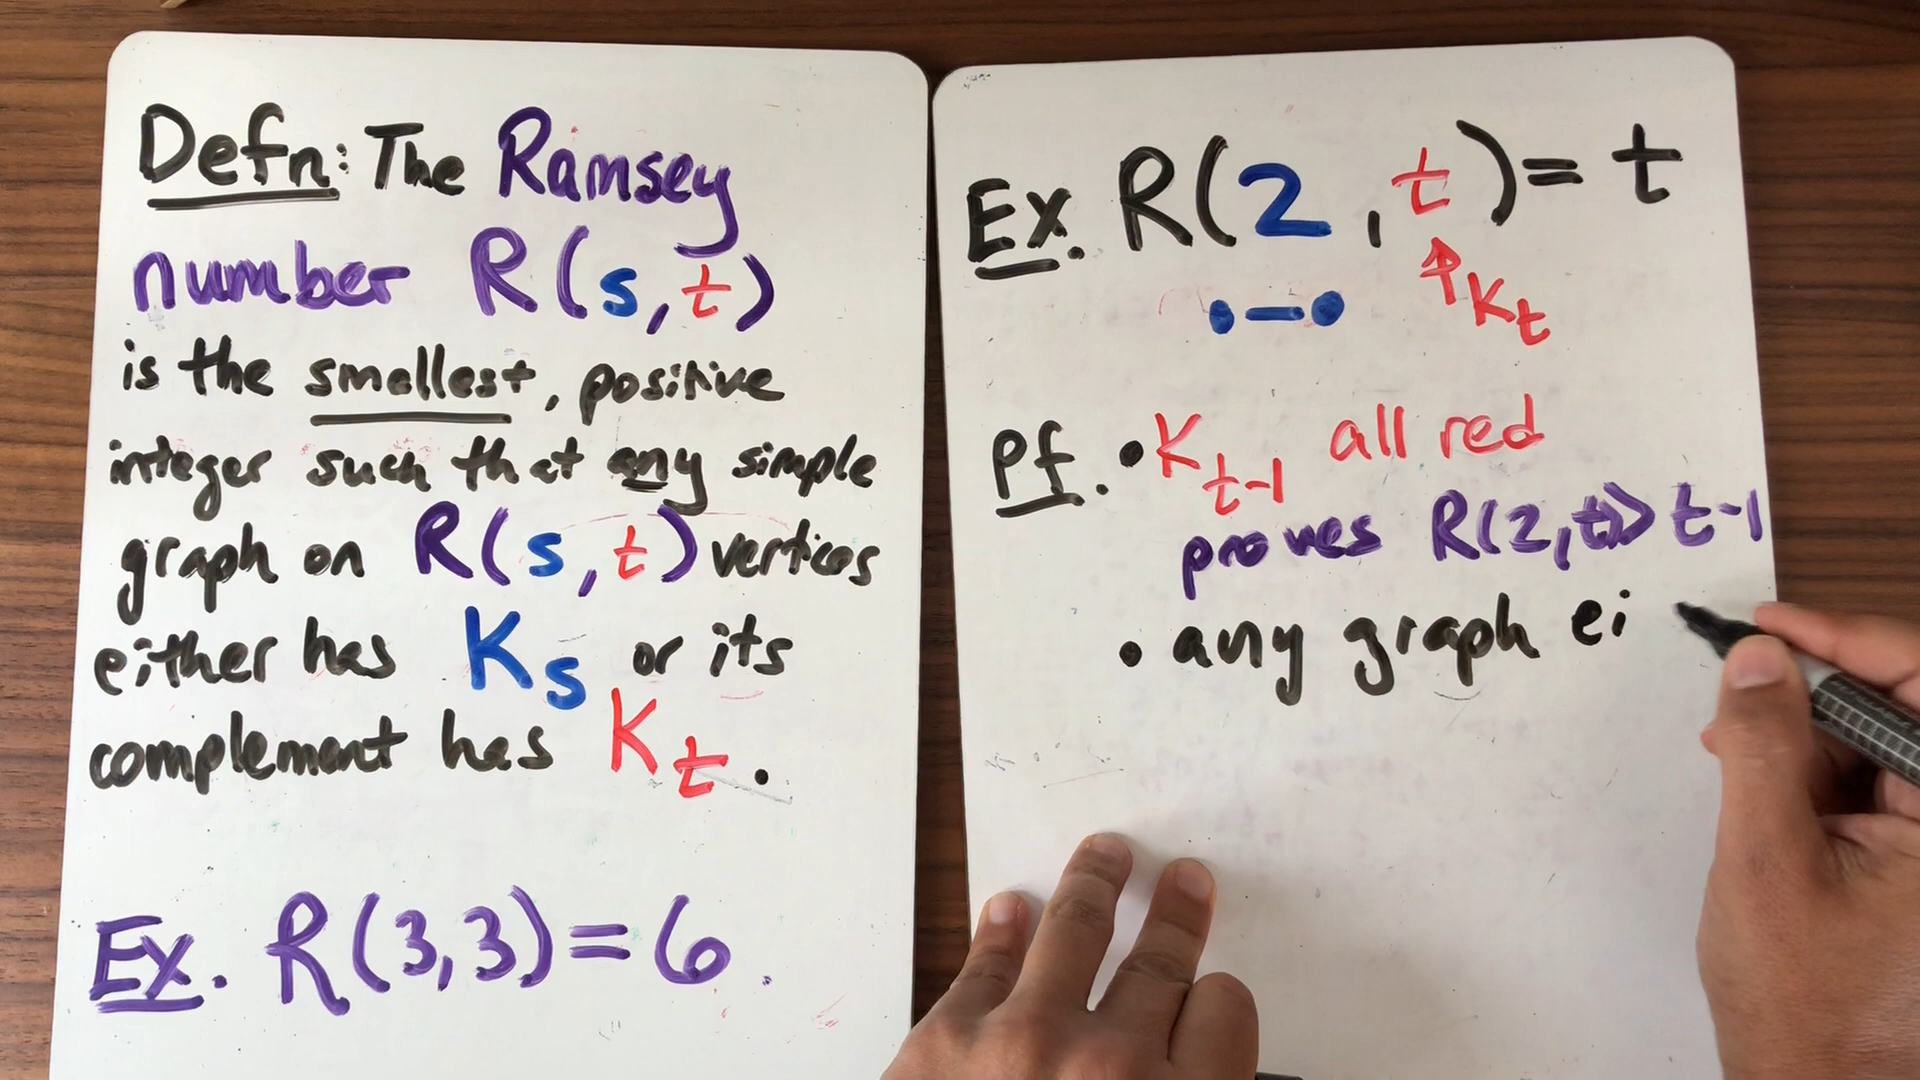 Defn: The Ramsey
number R(s,t)
is the smallest, positive
integer such that any simple
graph on R(s,t) vertices
either has Ks or its
complement has Kt.
Ex. R(3,3)=6.
Ex. R(2,t)=t
Kt
Pf. • Kt-1 all red
proves R(2,t)>t-1
• any graph ei